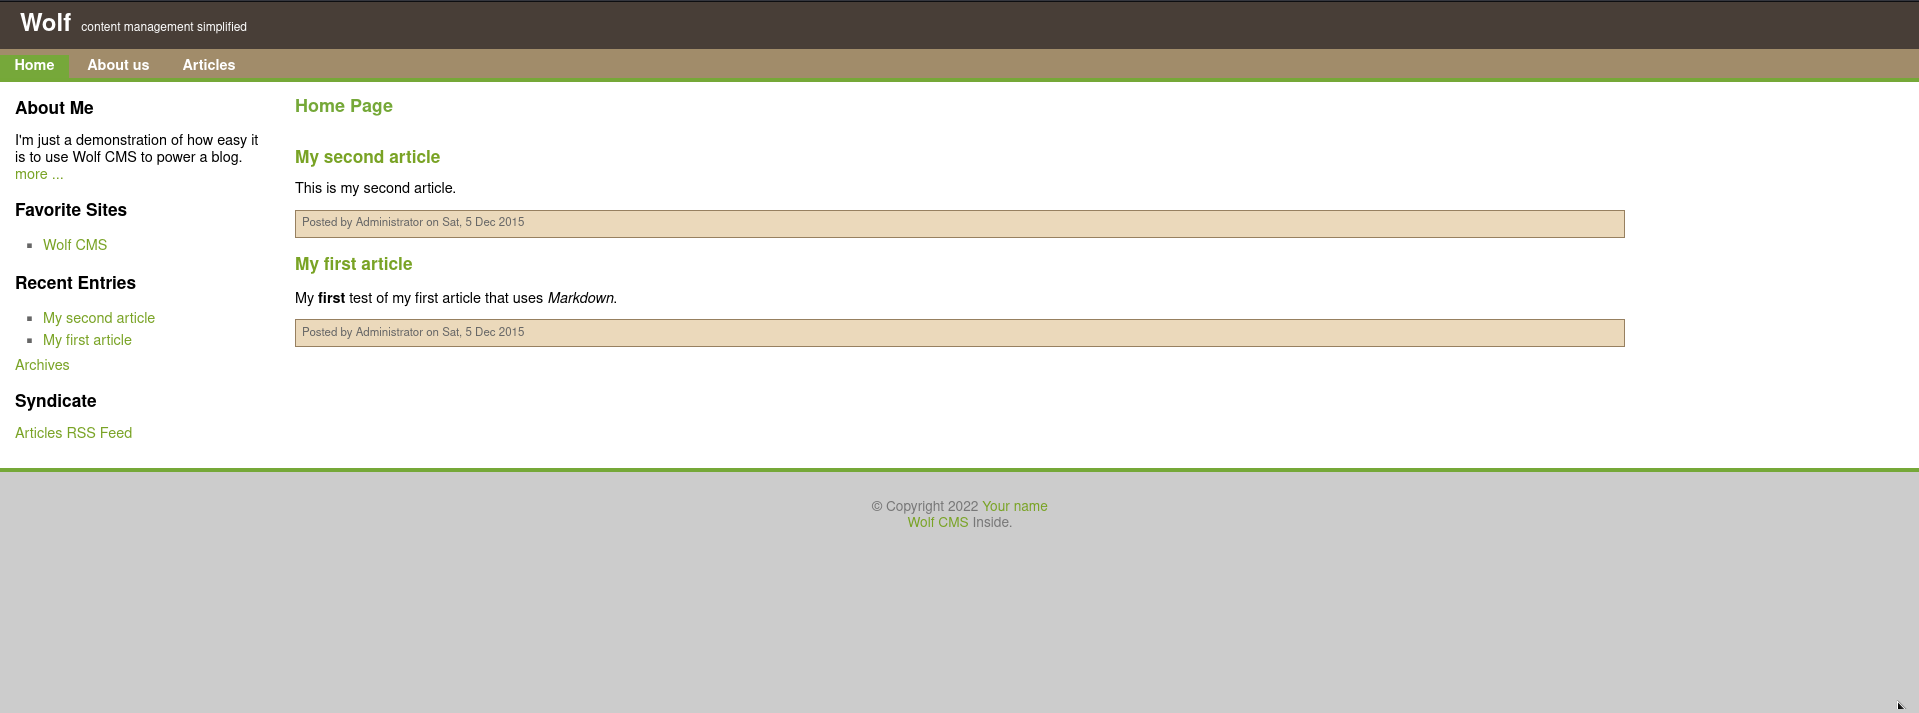 Wolf content management simplified
Home About us Articles
About Me
I'm just a demonstration of how easy it
is to use Wolf CMS to power a blog.
more ...
Favorite Sites
Wolf CMS
Recent Entries
My second article
My first article
Archives
Syndicate
Articles RSS Feed
Home Page
My second article
This is my second article.
Posted by Administrator on Sat, 5 Dec 2015
My first article
My first test of my first article that uses Markdown.
Posted by Administrator on Sat, 5 Dec 2015
© Copyright 2022 Your name
Wolf CMS Inside.